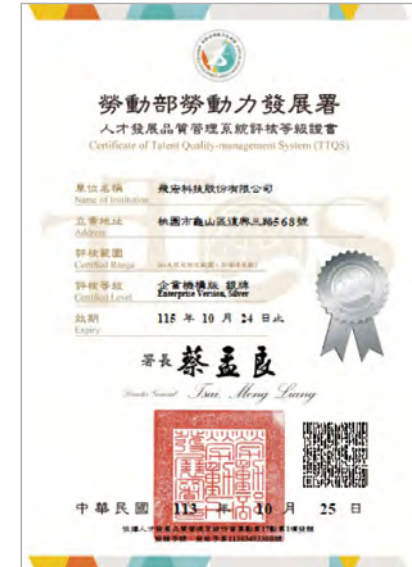 勞動部勞動力發展署
人才發展品質管理系統評核等級證書
Certificate of Talent Quality-management System (TTQS)
單位名稱 飛宏科技股份有限公司
Name of Institution
立案地址 桃園市龜山區復興三路568號
Address
評核範圍
Certified Range
評核等級 企業機構版 銀牌
Certified Level Enterprise Version, Silver
效期 115 年 10 月 24 日止
Expiry
署長 蔡孟良
Director General Tsai, Meng Liang
中華民國 113 年 10 月 25 日